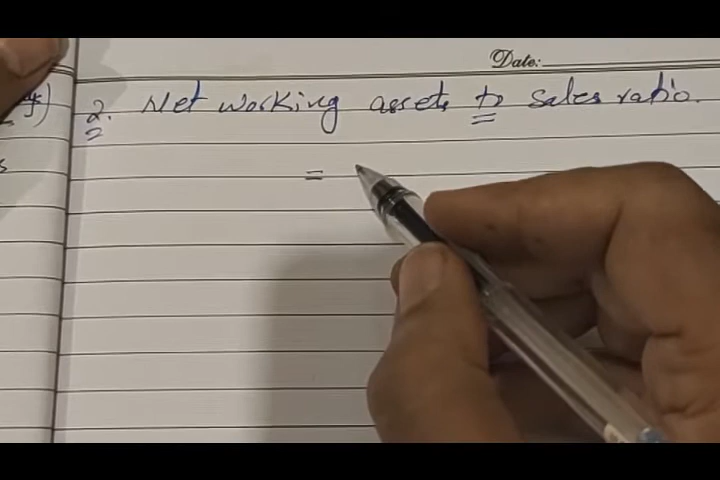 Date:
2. Net working assets to sales ratio.
=